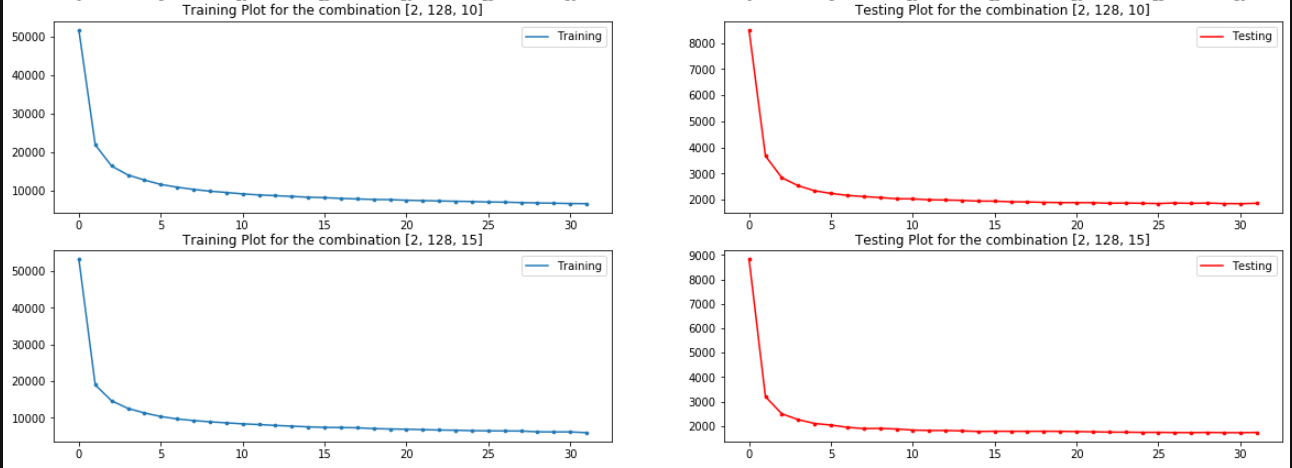 Training Plot for the combination [2, 128, 10]
Training
50000
40000
30000
20000
10000
0 5 10 15 20 25 30
Testing Plot for the combination [2, 128, 10]
Testing
8000
7000
6000
5000
4000
3000
2000
0 5 10 15 20 25 30
Training Plot for the combination [2, 128, 15]
Training
50000
40000
30000
20000
10000
0 5 10 15 20 25 30
Testing Plot for the combination [2, 128, 15]
Testing
9000
8000
7000
6000
5000
4000
3000
2000
0 5 10 15 20 25 30